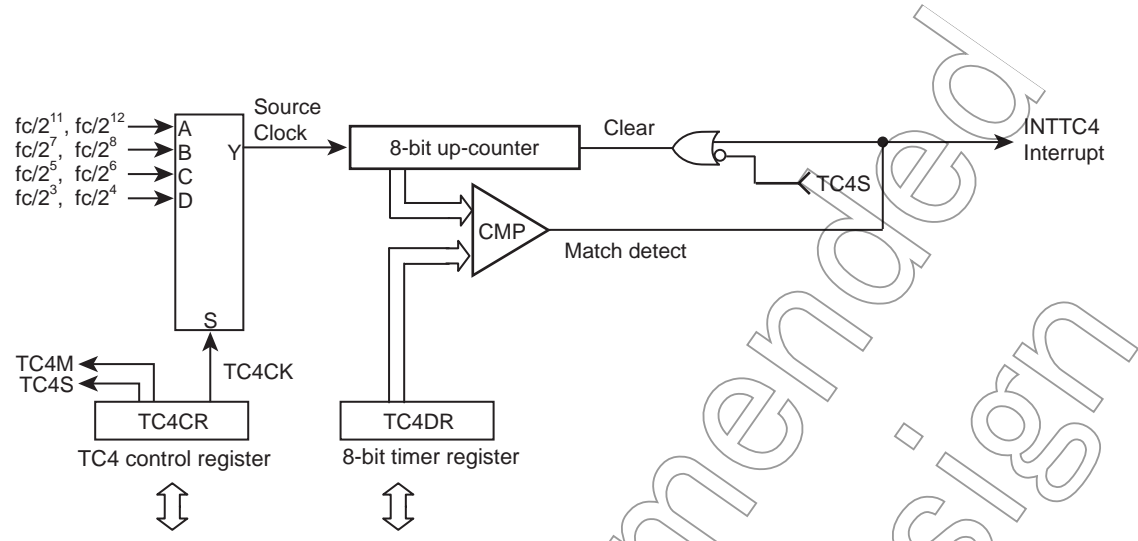 fc/2^11, fc/2^12
fc/2^7, fc/2^8
fc/2^5, fc/2^6
fc/2^3, fc/2^4
A
B
C
D
Y
S
Source
Clock
8-bit up-counter
Clear
TC4S
INTTC4
Interrupt
CMP
Match detect
TC4M
TC4S
TC4CK
TC4CR
TC4 control register
TC4DR
8-bit timer register
mended
sign